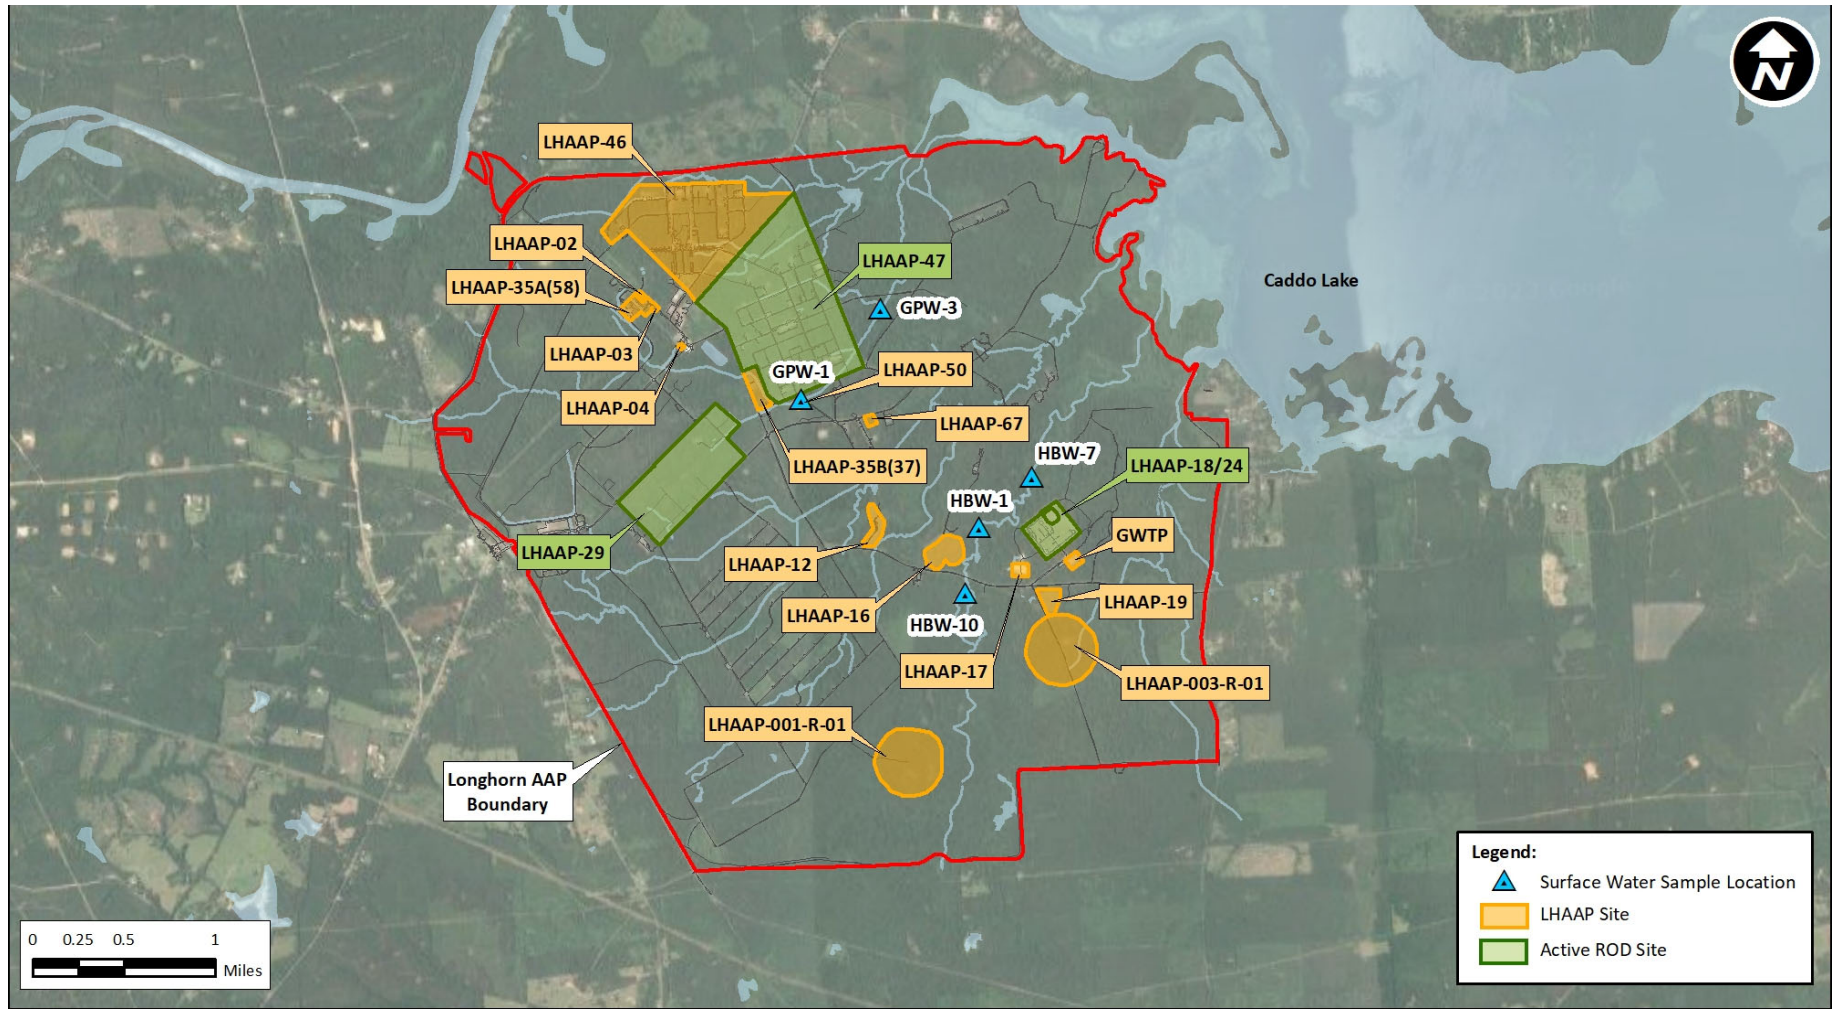 N
LHAAP-46
LHAAP-02
LHAAP-47
LHAAP-35A(58)
Caddo Lake
GPW-3
LHAAP-03
GPW-1
LHAAP-50
LHAAP-04
LHAAP-67
LHAAP-35B(37)
HBW-7
LHAAP-18/24
HBW-1
LHAAP-29
GWTP
LHAAP-12
LHAAP-19
LHAAP-16
HBW-10
LHAAP-17
LHAAP-003-R-01
LHAAP-001-R-01
Longhorn AAP
Boundary
Legend:
Surface Water Sample Location
LHAAP Site
Active ROD Site
0 0.25 0.5 1
Miles